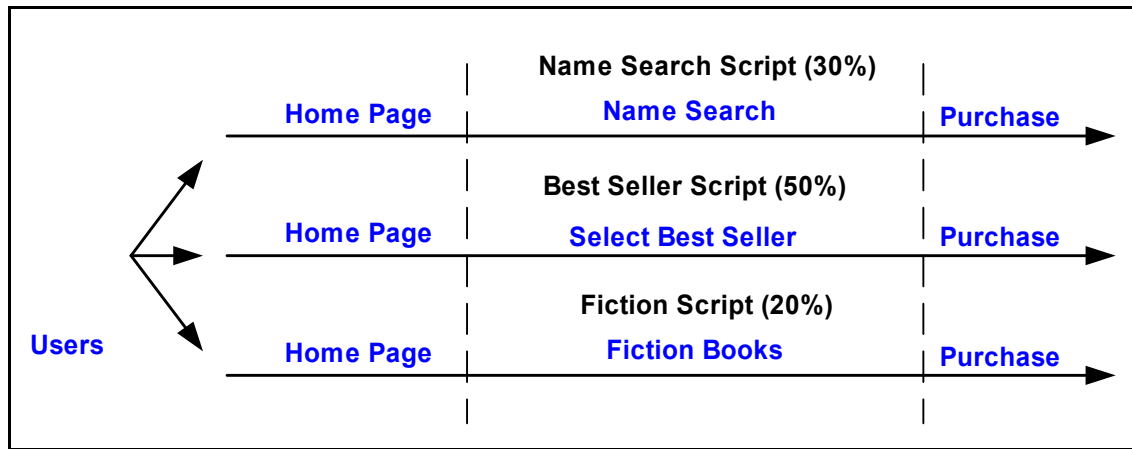 Name Search Script (30%)
Home Page Name Search Purchase
Best Seller Script (50%)
Home Page Select Best Seller Purchase
Fiction Script (20%)
Users Home Page Fiction Books Purchase